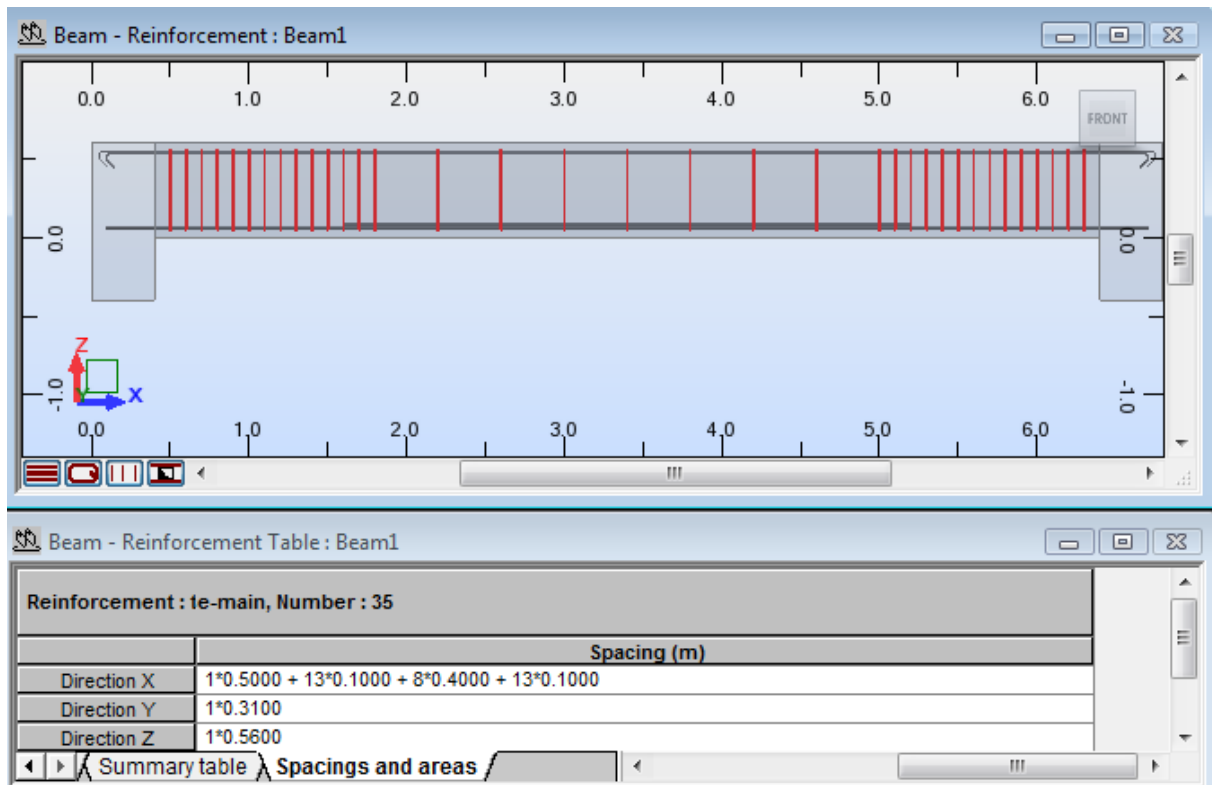 Beam - Reinforcement : Beam1
0.0 1.0 2.0 3.0 4.0 5.0 6.0
FRONT
0.0 0.0
Z
X
-1.0 -1.0
0,0 1,0 2,0 3,0 4,0 5,0 6,0
Beam - Reinforcement Table : Beam1
Reinforcement : te-main, Number : 35
Spacing (m)
Direction X 1*0.5000 + 13*0.1000 + 8*0.4000 + 13*0.1000
Direction Y 1*0.3100
Direction Z 1*0.5600
Summary table Spacings and areas